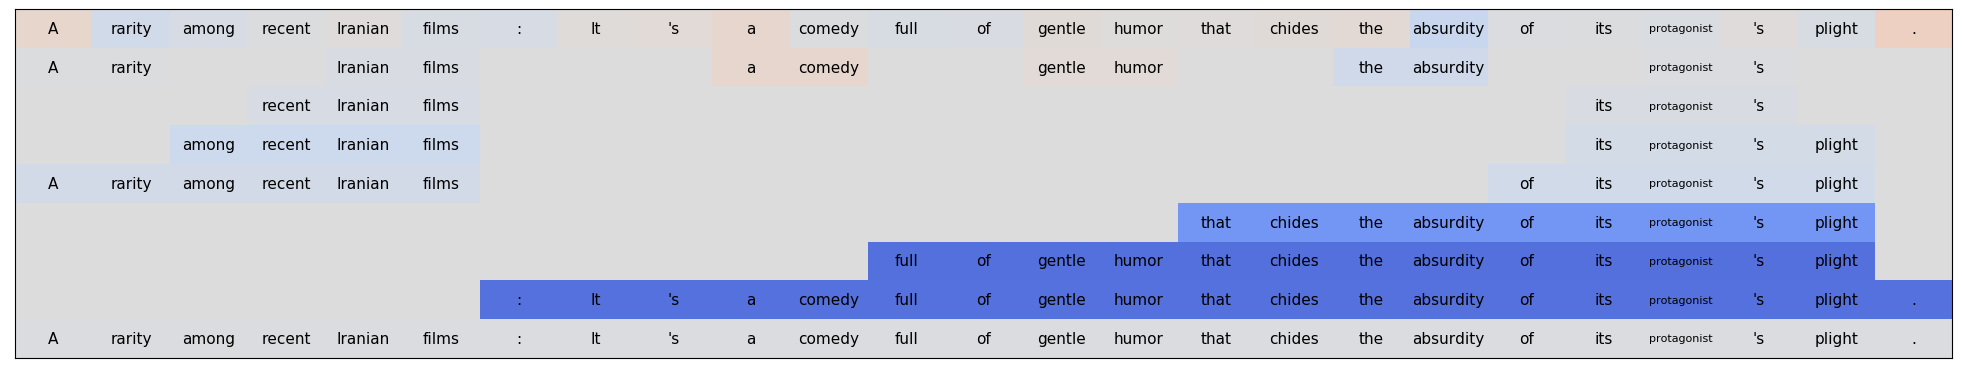 A rarity among recent Iranian films : It 's a comedy full of gentle humor that chides the absurdity of its protagonist 's plight .
A rarity Iranian films a comedy gentle humor the absurdity protagonist 's
recent Iranian films its protagonist 's
among recent Iranian films its protagonist 's plight
A rarity among recent Iranian films of its protagonist 's plight
that chides the absurdity of its protagonist 's plight
full of gentle humor that chides the absurdity of its protagonist 's plight
: It 's a comedy full of gentle humor that chides the absurdity of its protagonist 's plight .
A rarity among recent Iranian films : It 's a comedy full of gentle humor that chides the absurdity of its protagonist 's plight .